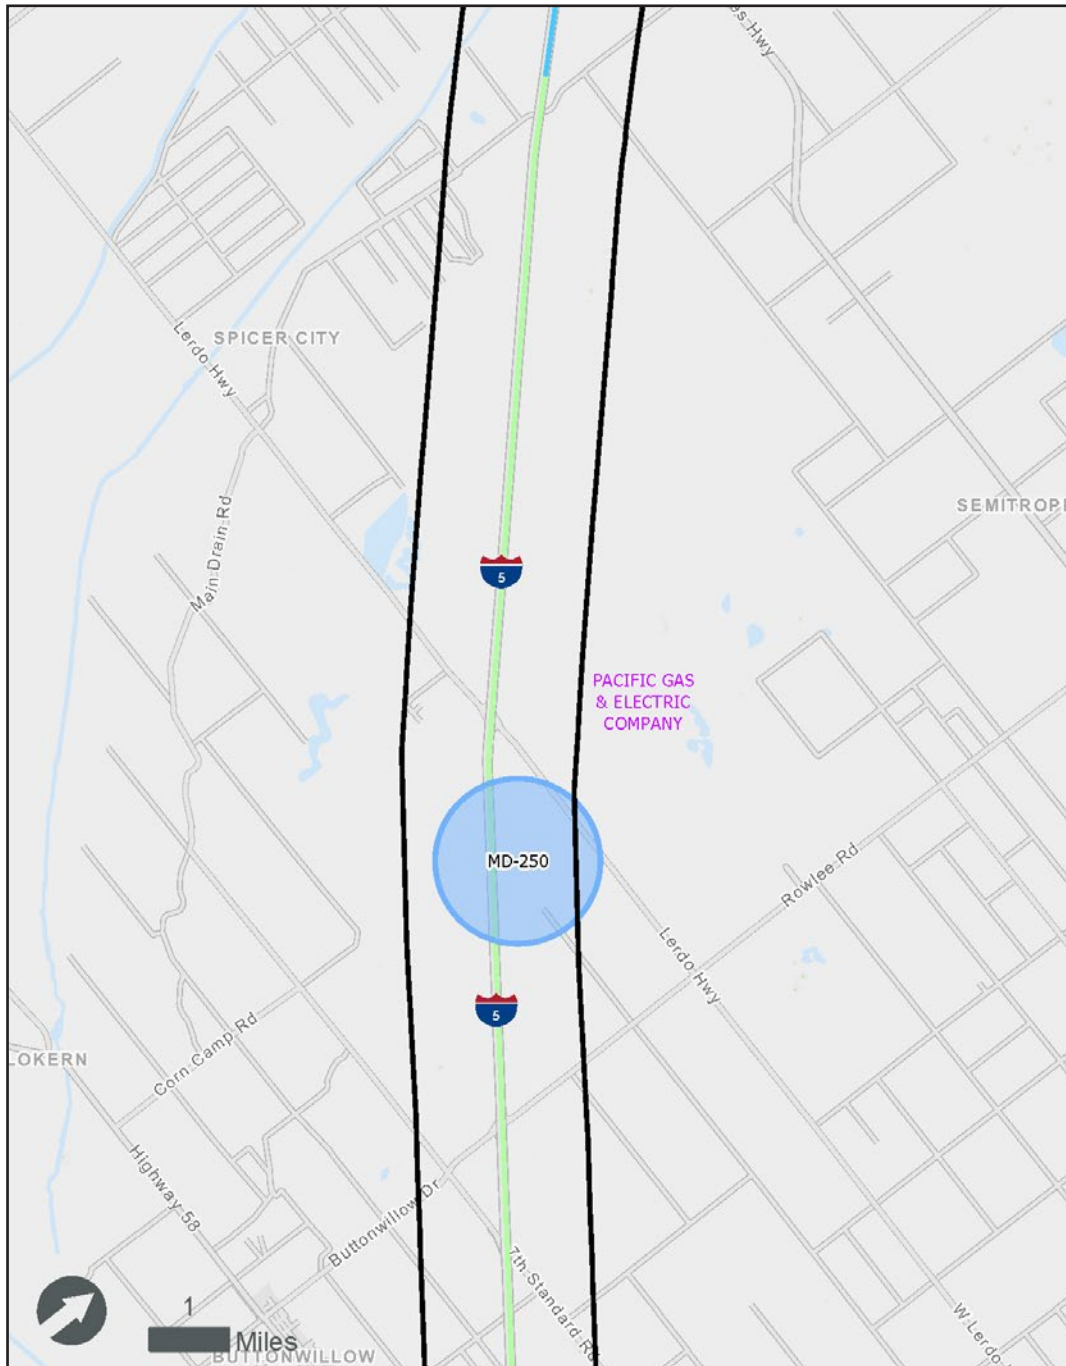 es Hwy
SPICER CITY
Lerdo Hwy
SEMITROPI
Main Drain Rd
5
PACIFIC GAS
& ELECTRIC
COMPANY
MD-250
Rowlee Rd
Lerdo Hwy
5
LOKERN
Corn Camp Rd
Highway 58
Buttonwillow Dr
7th Standard Rd
W Lerdo
1
Miles
BUTTONWILLOW